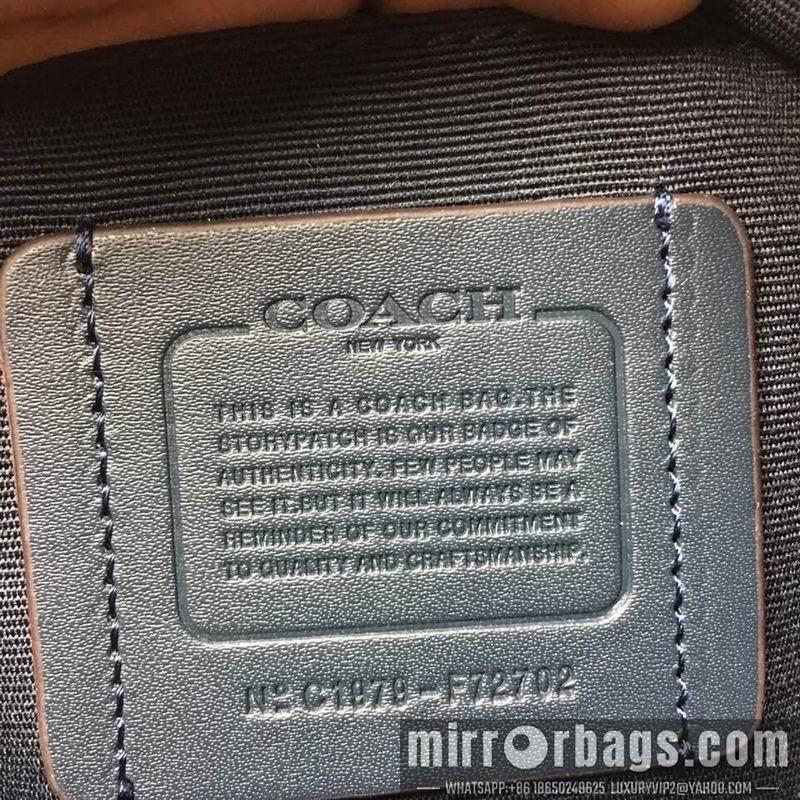 COACH
NEW YORK
THIS IS A COACH BAG.THE
STORYPATCH IS OUR BADGE OF
AUTHENTICITY. FEW PEOPLE MAY
SEE IT.BUT IT WILL ALWAYS BE A
REMINDER OF OUR COMMITMENT
TO QUALITY AND CRAFTSMANSHIP.
Nº C1979-F72702
mirrorbags.com
WHATSAPP:+86 18650249625 LUXURYVIP2@YAHOO.COM